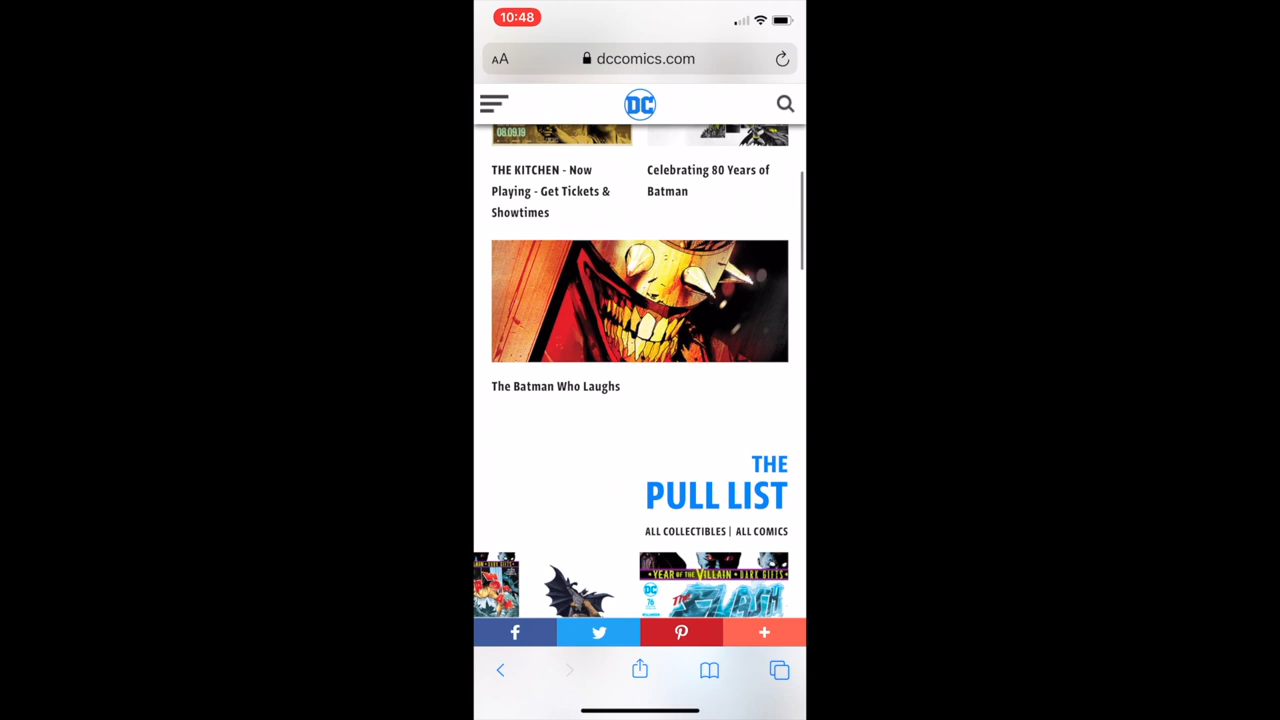 10:48
AA
dccomics.com
DC
08.09.19
THE KITCHEN - Now
Playing - Get Tickets &
Showtimes
Celebrating 80 Years of
Batman
The Batman Who Laughs
THE
PULL LIST
ALL COLLECTIBLES | ALL COMICS
YEAR OF THE VILLAIN • DARK GIFTS
DC
76
The FLASH